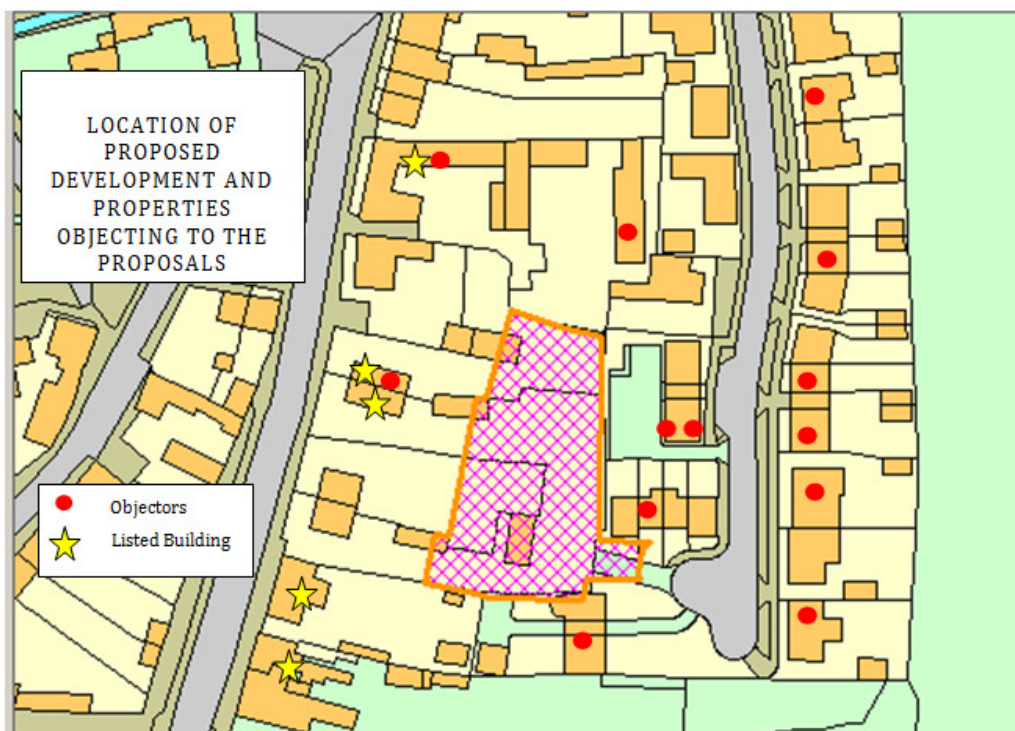 LOCATION OF
PROPOSED
DEVELOPMENT AND
PROPERTIES
OBJECTING TO THE
PROPOSALS
Objectors
Listed Building